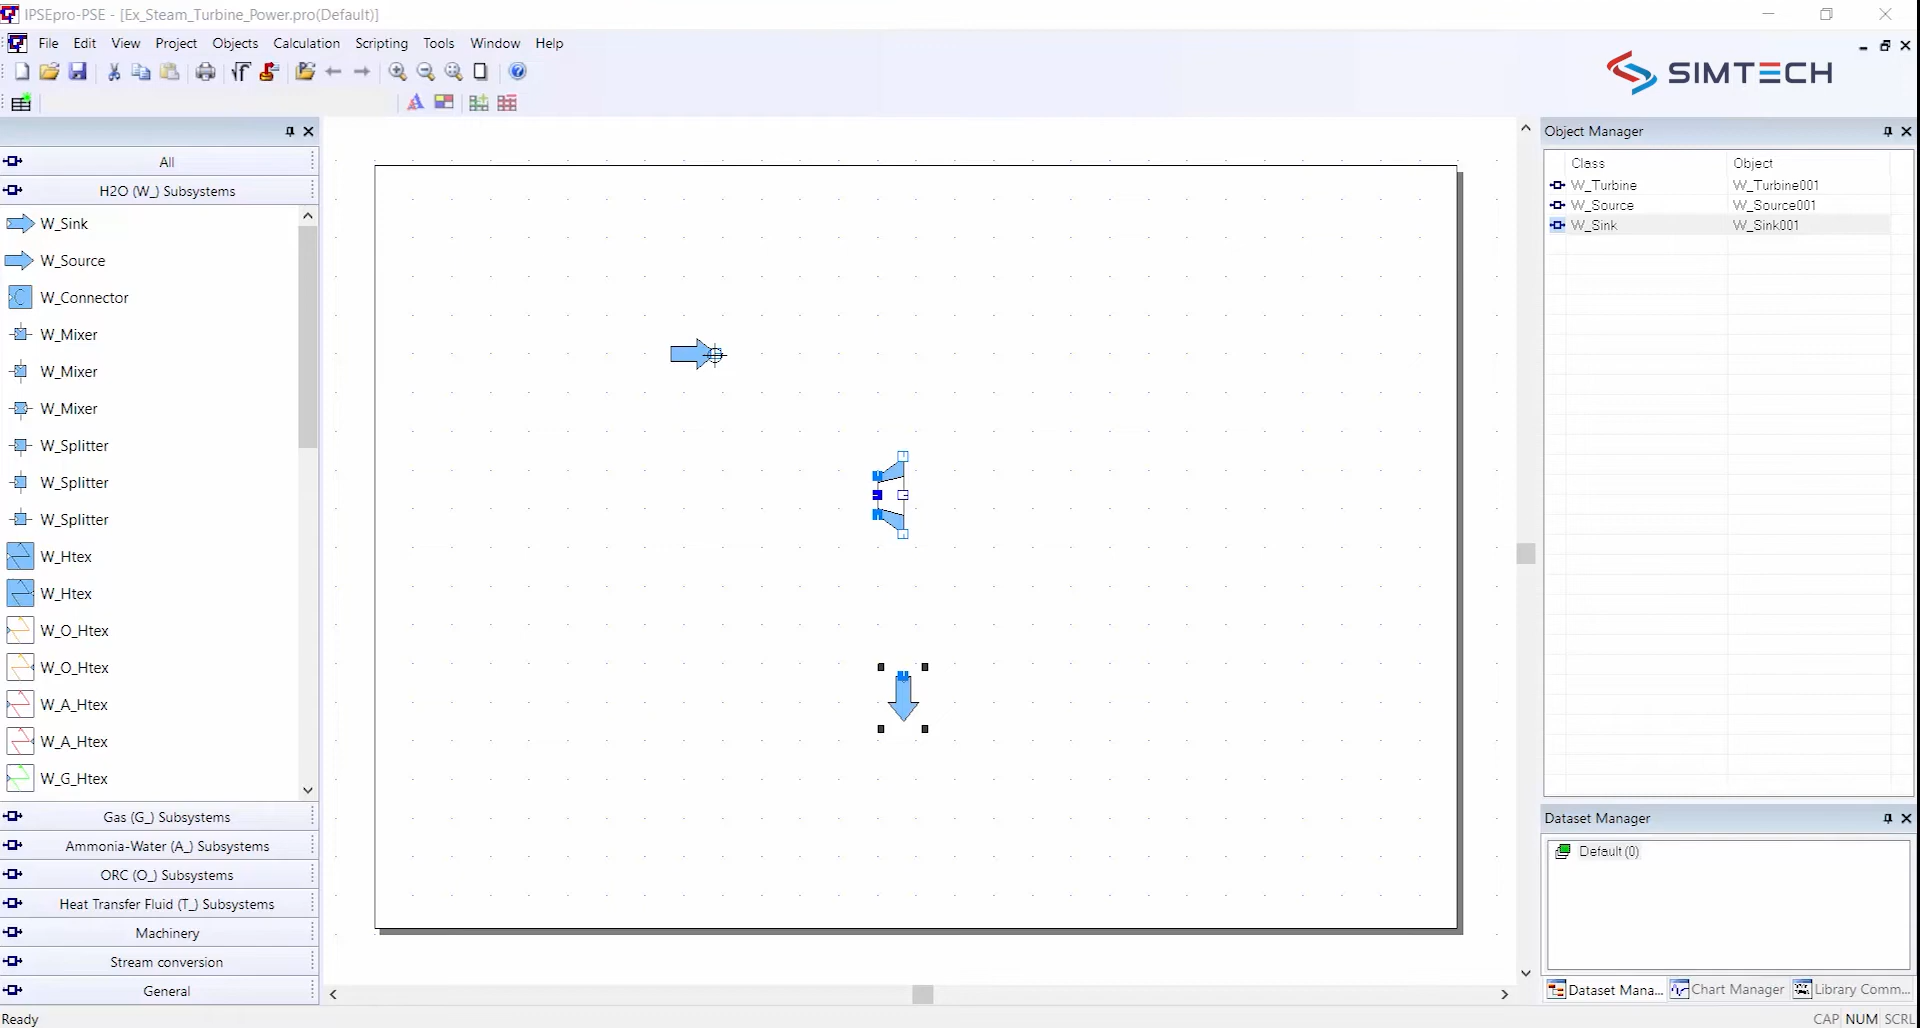 IPSEpro-PSE - [Ex_Steam_Turbine_Power.pro(Default)]
File Edit View Project Objects Calculation Scripting Tools Window Help
SIMTECH
All
H2O (W_) Subsystems
W_Sink
W_Source
W_Connector
W_Mixer
W_Mixer
W_Mixer
W_Splitter
W_Splitter
W_Splitter
W_Htex
W_Htex
W_O_Htex
W_O_Htex
W_A_Htex
W_A_Htex
W_G_Htex
Gas (G_) Subsystems
Ammonia-Water (A_) Subsystems
ORC (O_) Subsystems
Heat Transfer Fluid (T_) Subsystems
Machinery
Stream conversion
General
Object Manager
Class Object
W_Turbine W_Turbine001
W_Source W_Source001
W_Sink W_Sink001
Dataset Manager
Default (0)
Dataset Mana... Chart Manager Library Comm...
Ready
CAP NUM SCRL